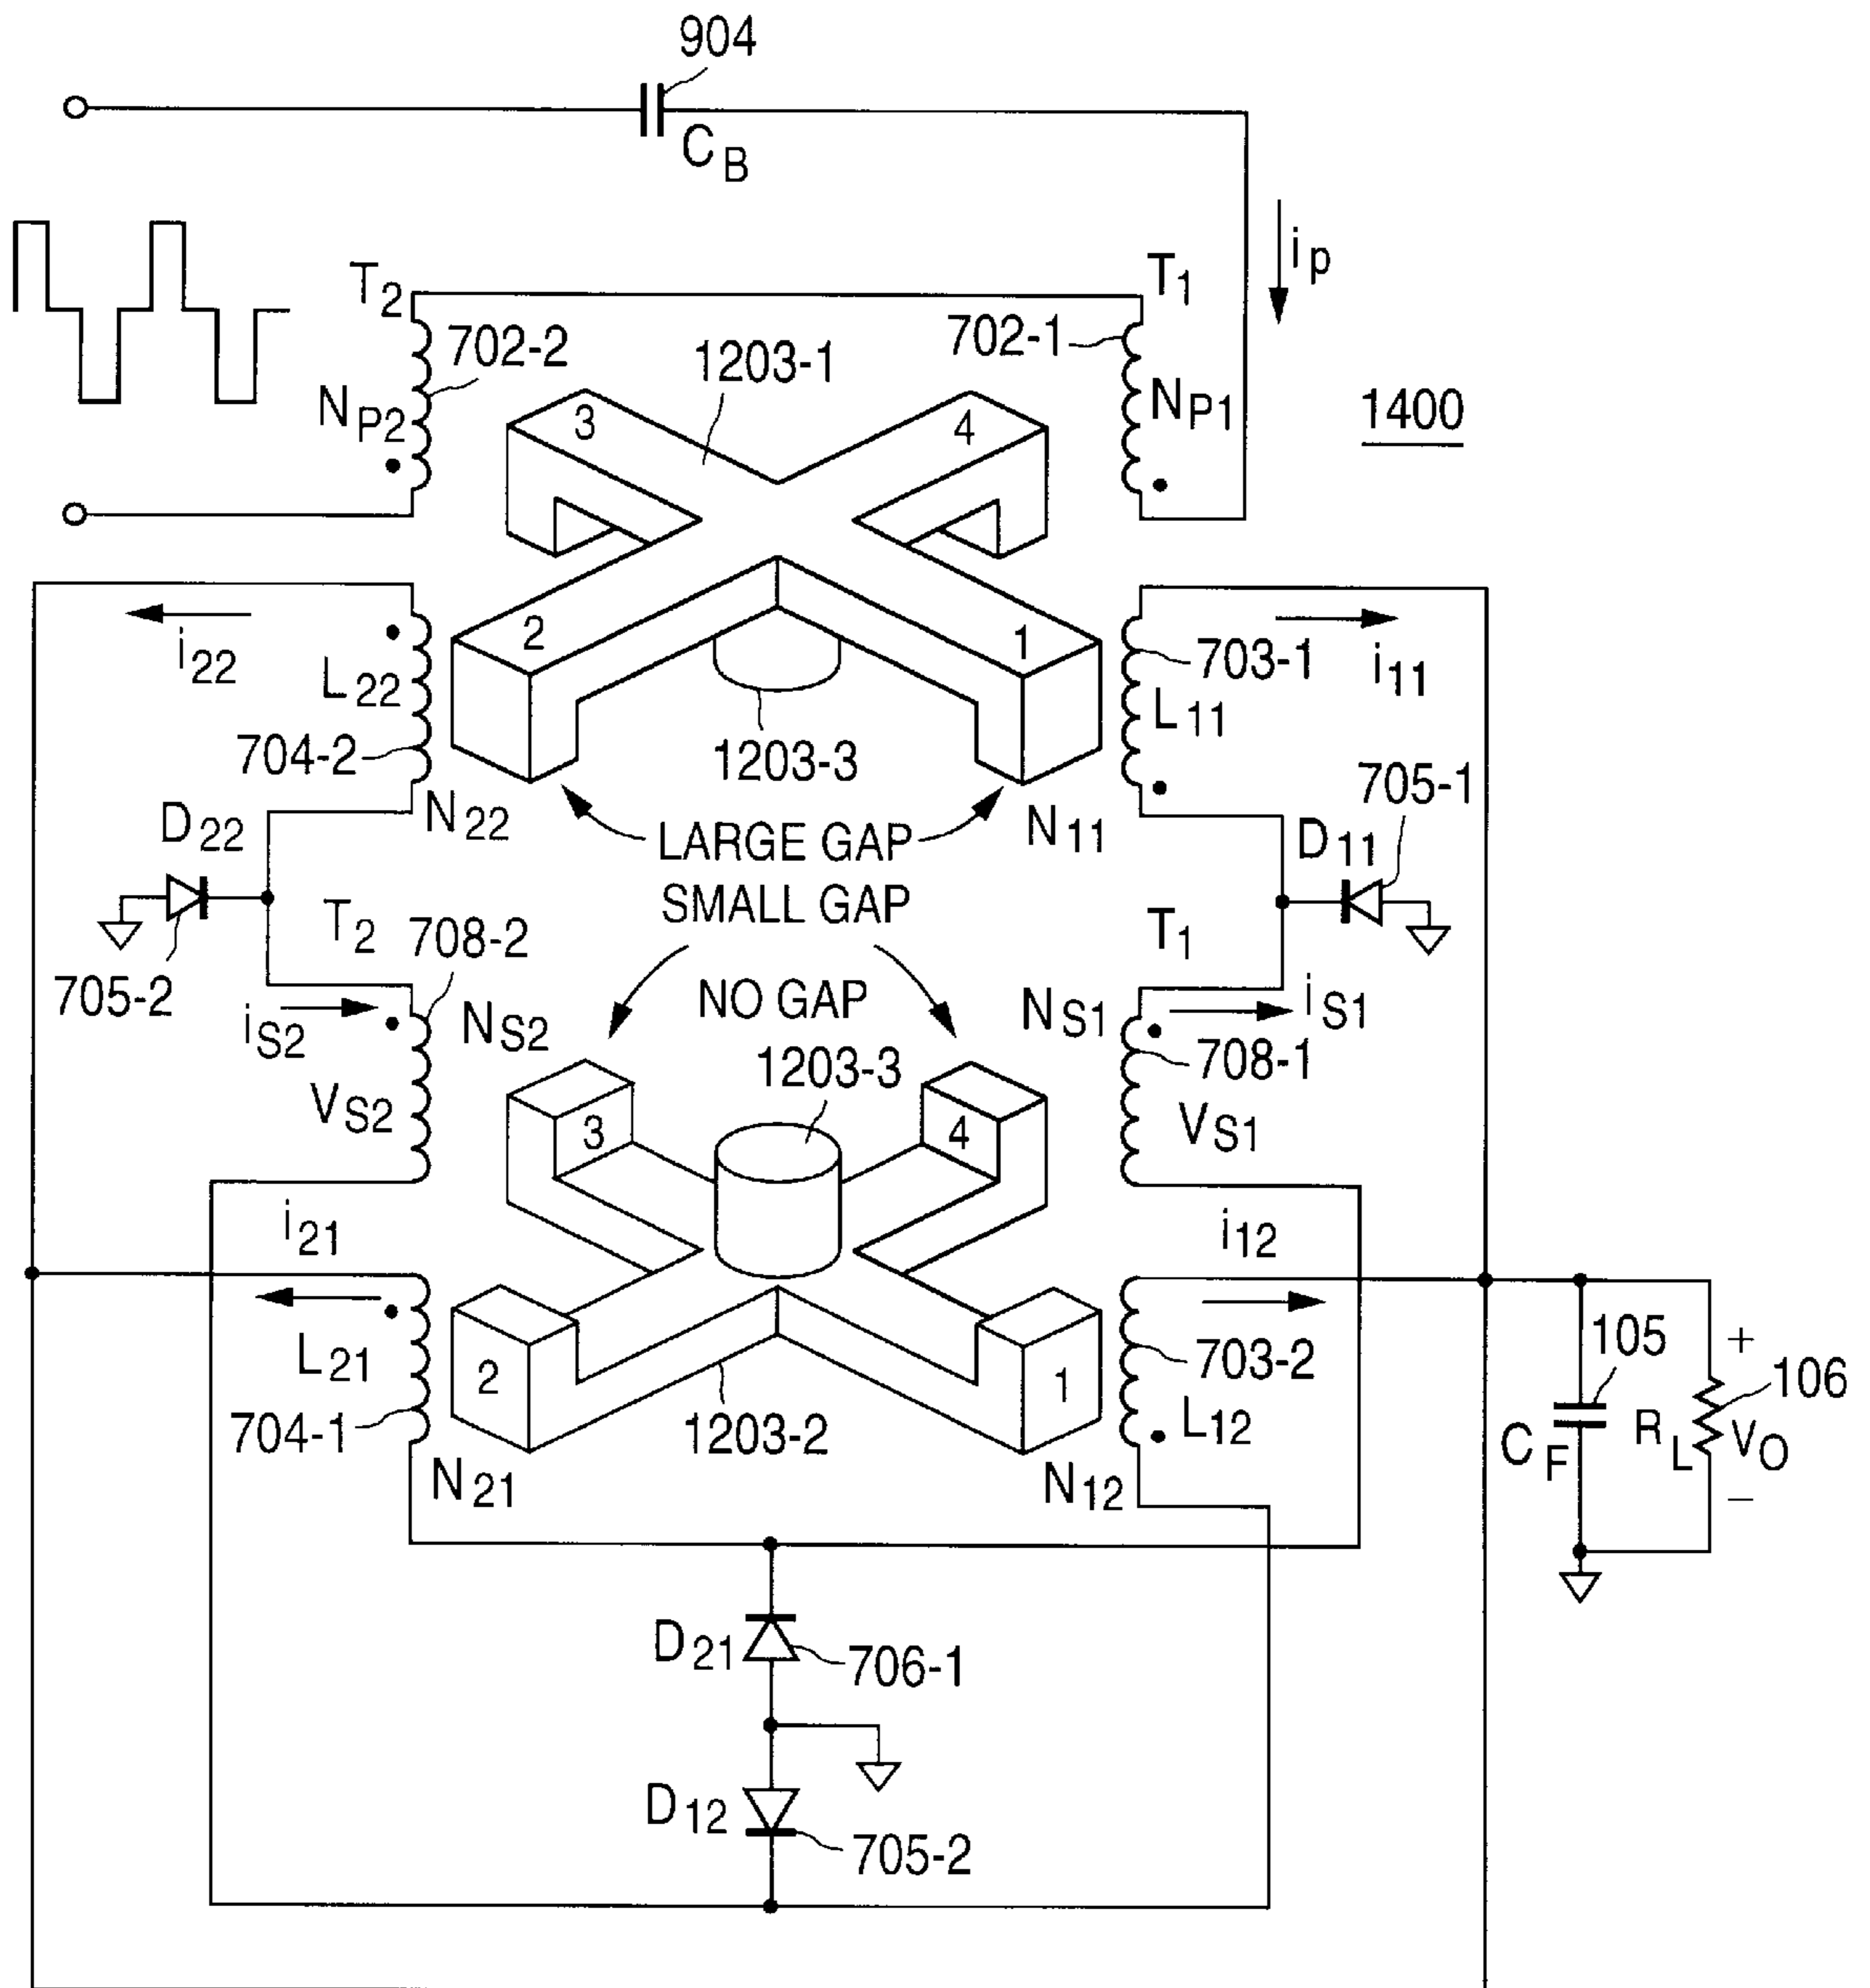 904
C_B
i_p
T_2
T_1
702-2
702-1
1203-1
N_P2
N_P1
1400
3
4
2
1
i_22
L_22
704-2
703-1
i_11
L_11
1203-3
705-1
D_22
N_22
N_11
D_11
LARGE GAP
SMALL GAP
NO GAP
T_2
708-2
T_1
705-2
i_S2
N_S2
N_S1
i_S1
1203-3
708-1
V_S2
V_S1
3
4
i_21
i_12
L_21
704-1
2
1
703-2
L_12
105
+
106
C_F
R_L
V_O
−
1203-2
N_21
N_12
D_21
706-1
D_12
705-2